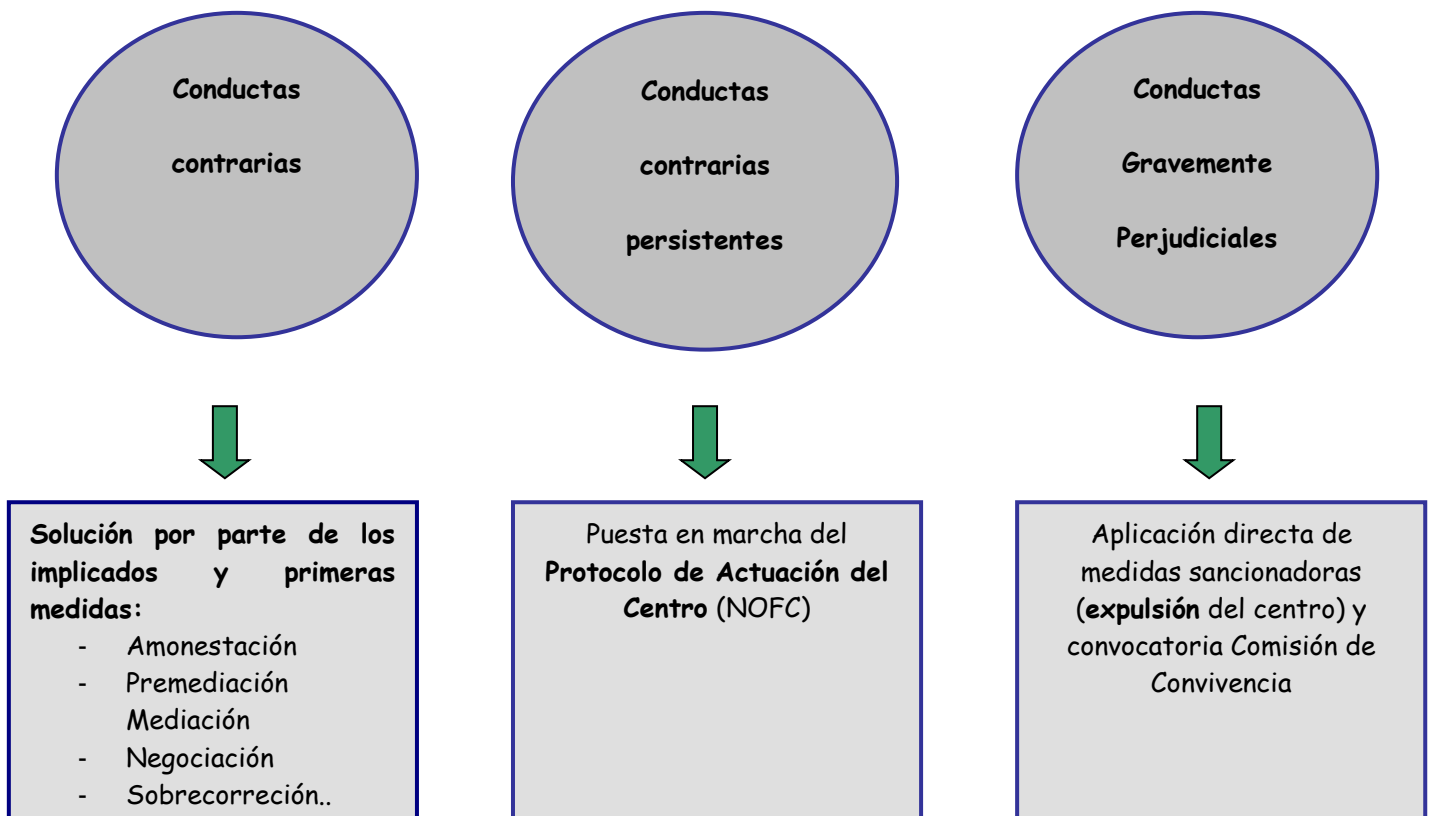 Conductas
contrarias
Conductas
contrarias
persistentes
Conductas
Gravemente
Perjudiciales
Solución por parte de los
implicados y primeras
medidas:
- Amonestación
- Premediación
Mediación
- Negociación
- Sobrecorreción..
Puesta en marcha del
Protocolo de Actuación del
Centro (NOFC)
Aplicación directa de
medidas sancionadoras
(expulsión del centro) y
convocatoria Comisión de
Convivencia